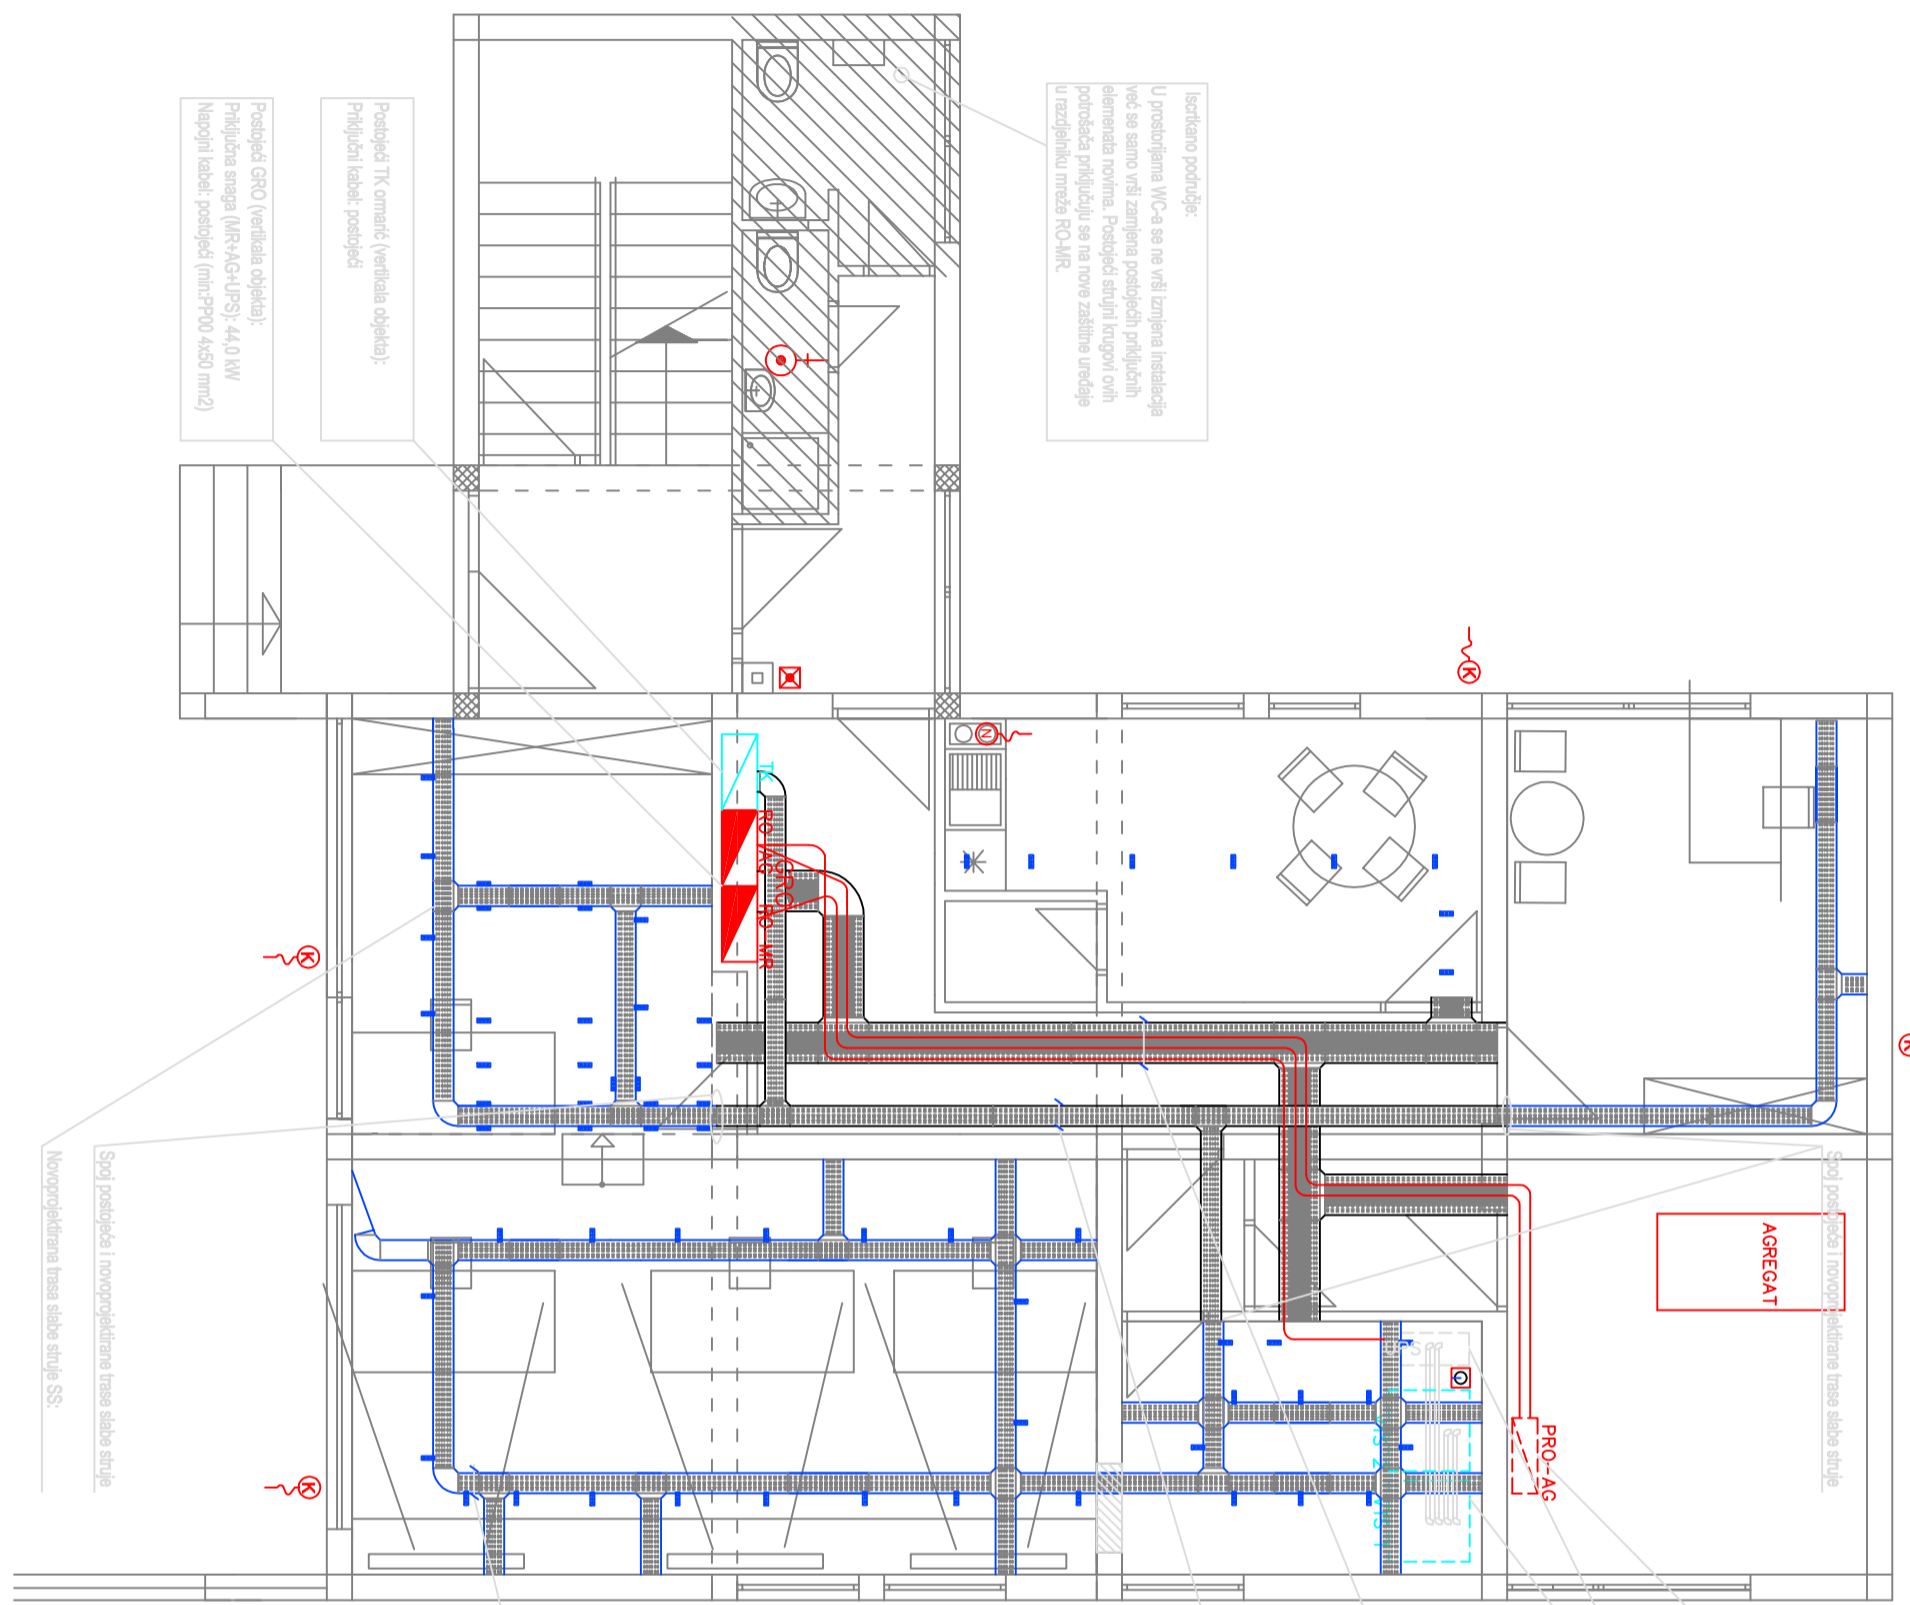 Iscrtkano područje:
U prostorijama WC-a se ne vrši izmjena instalacija
već se samo vrši zamjena postojećih priključnih
elemenata novima. Postojeći strujni krugovi ovih
potrošača priključuju se na nove zaštitne uređaje
u razdjelniku mreže RO-MR.
Postojeći TK ormarić (vertikala objekta):
Priključni kabel: postojeći
Postojeći GRO (vertikala objekta):
Priključna snaga (MR+AG+UPS): 44,0 kW
Napojni kabel: postojeći (min.PP00 4x50 mm2)
K
N
TK
RO AG
GRO
RO MR
K
K
K
AGREGAT
Spoj postojeće i novoprojektirane trase slabe struje
UPS
PRO-AG
Spoj postojeće i novoprojektirane trase slabe struje
Novoprojektirana trasa slabe struje SS: